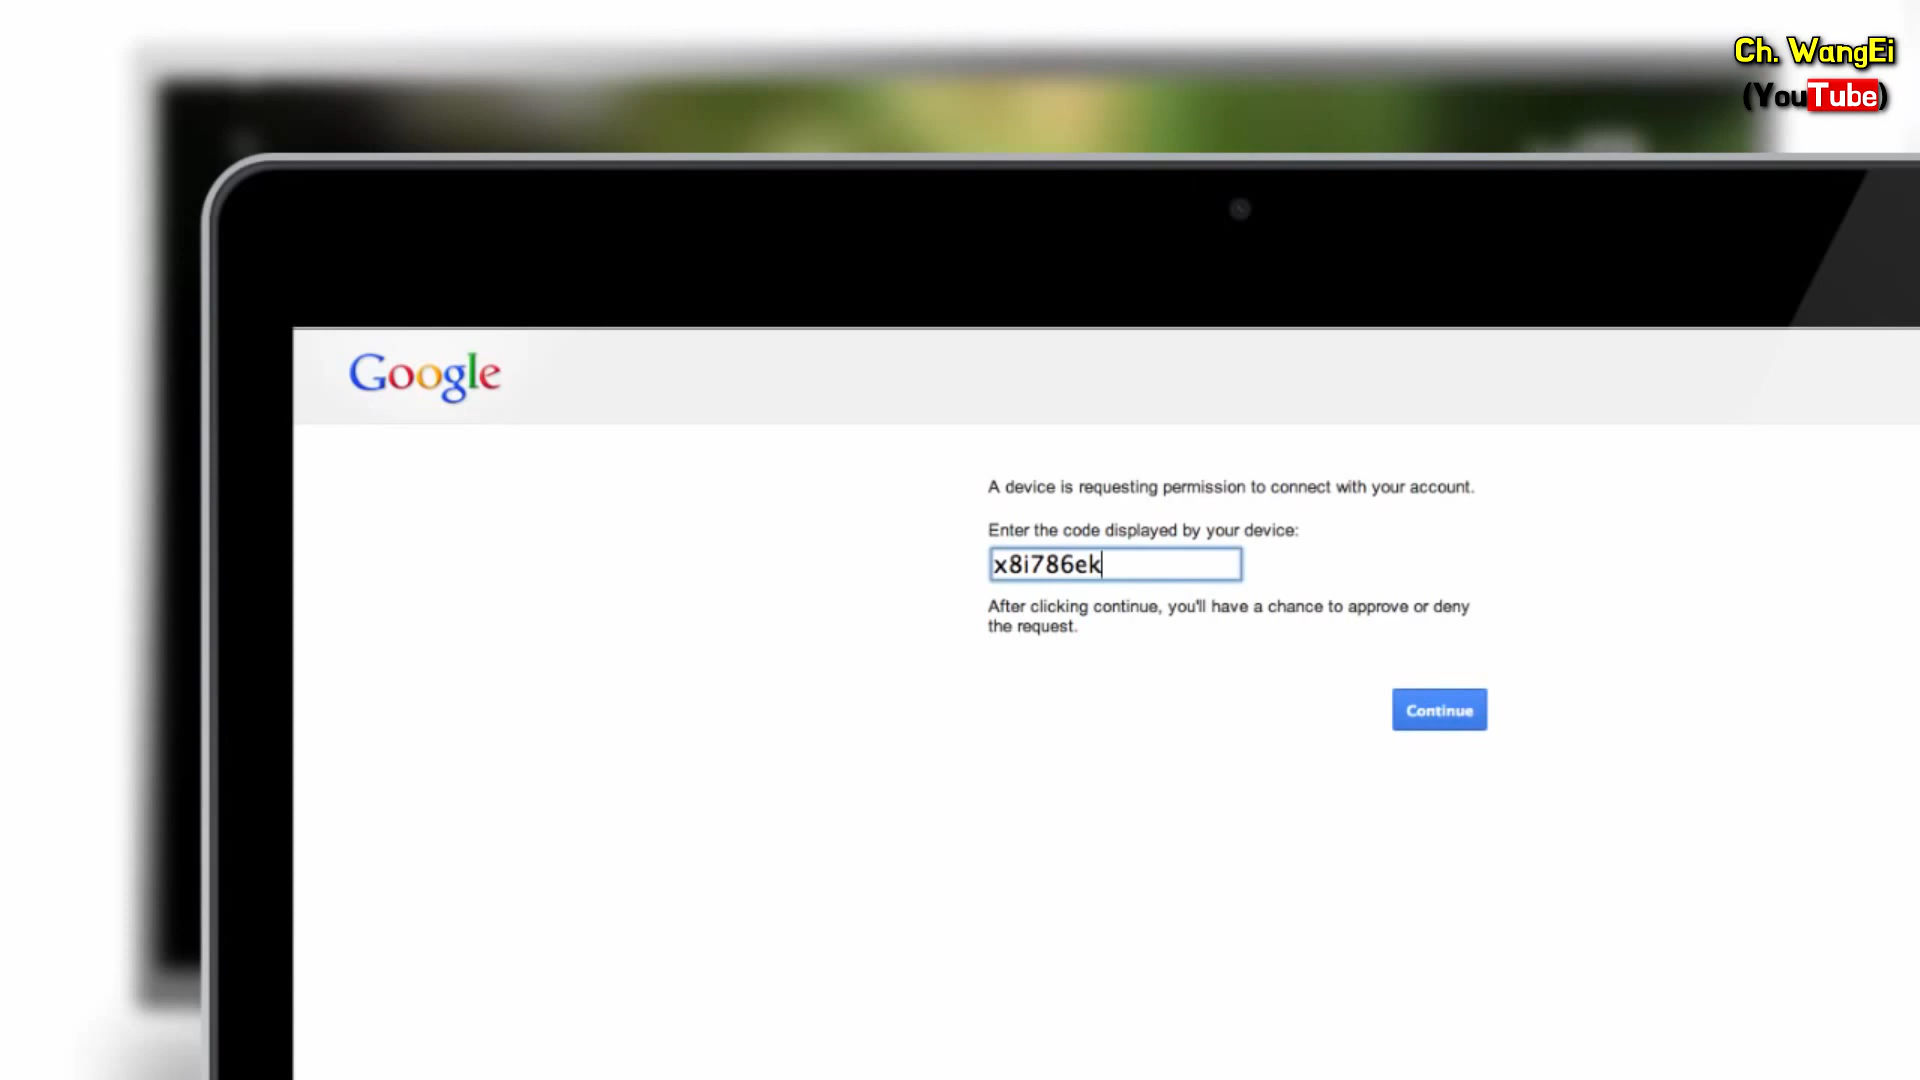 Ch. WangEi
(YouTube)
Google
A device is requesting permission to connect with your account.
Enter the code displayed by your device:
x8i786ek
After clicking continue, you'll have a chance to approve or deny
the request.
Continue